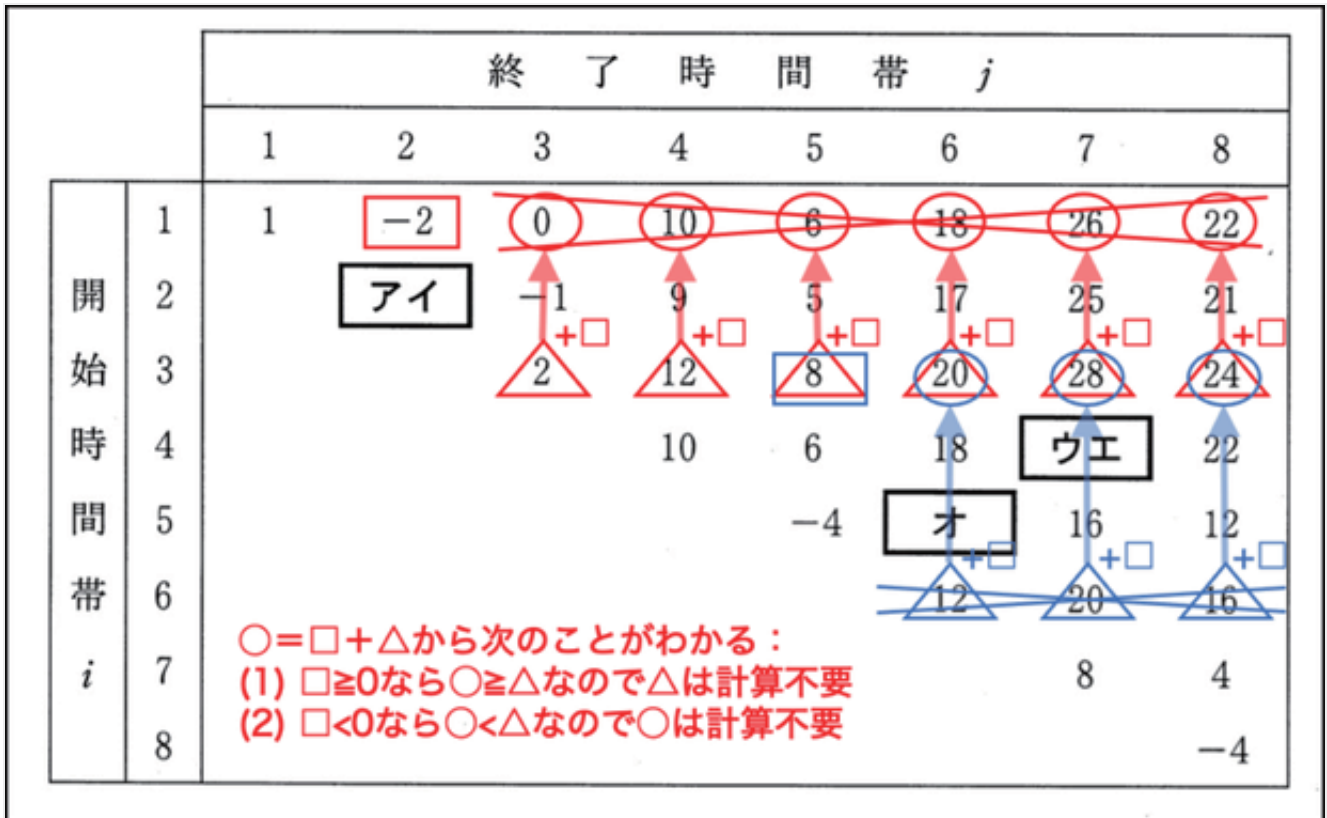 終 了 時 間 帯 j
1 2 3 4 5 6 7 8
1 1 −2 0 10 6 18 26 22
開 2 アイ −1 9 5 17 25 21
+□ +□ +□ +□ +□ +□
始 3 2 12 8 20 28 24
時 4 10 6 18 ウエ 22
間 5 −4 オ 16 12
+□ +□ +□
帯 6 12 20 16
○=□+△から次のことがわかる：
i 7 8 4
(1) □≧0なら○≧△なので△は計算不要
(2) □<0なら○<△なので○は計算不要
8 −4